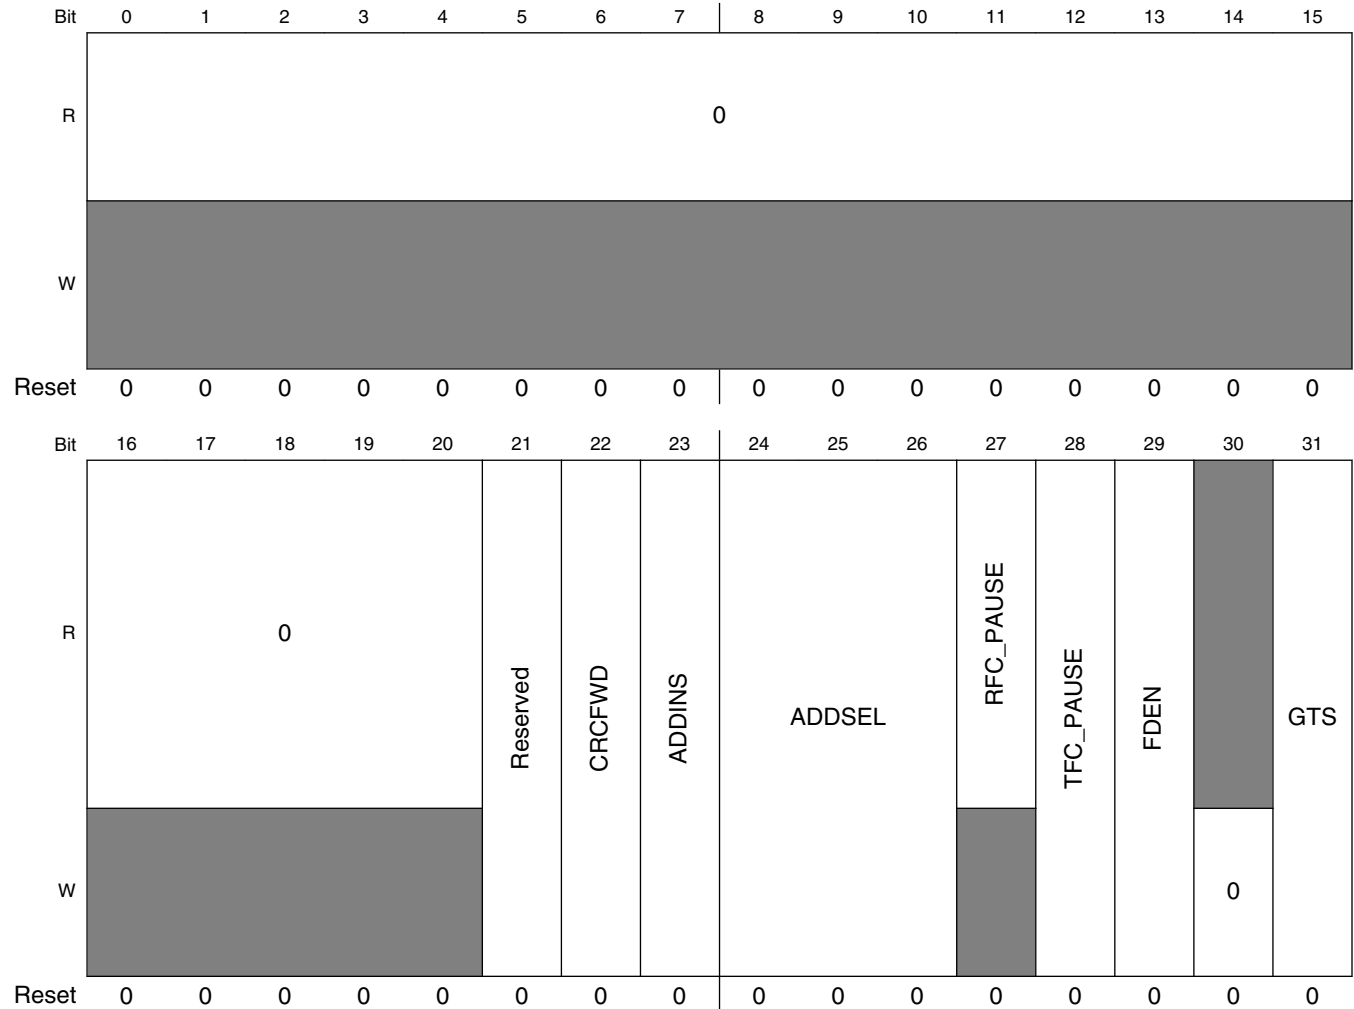 Bit 0 1 2 3 4 5 6 7 8 9 10 11 12 13 14 15
R 0
W
Reset 0 0 0 0 0 0 0 0 0 0 0 0 0 0 0 0
Bit 16 17 18 19 20 21 22 23 24 25 26 27 28 29 30 31
R 0 Reserved CRCFWD ADDINS ADDSEL RFC_PAUSE TFC_PAUSE FDEN GTS
W 0
Reset 0 0 0 0 0 0 0 0 0 0 0 0 0 0 0 0